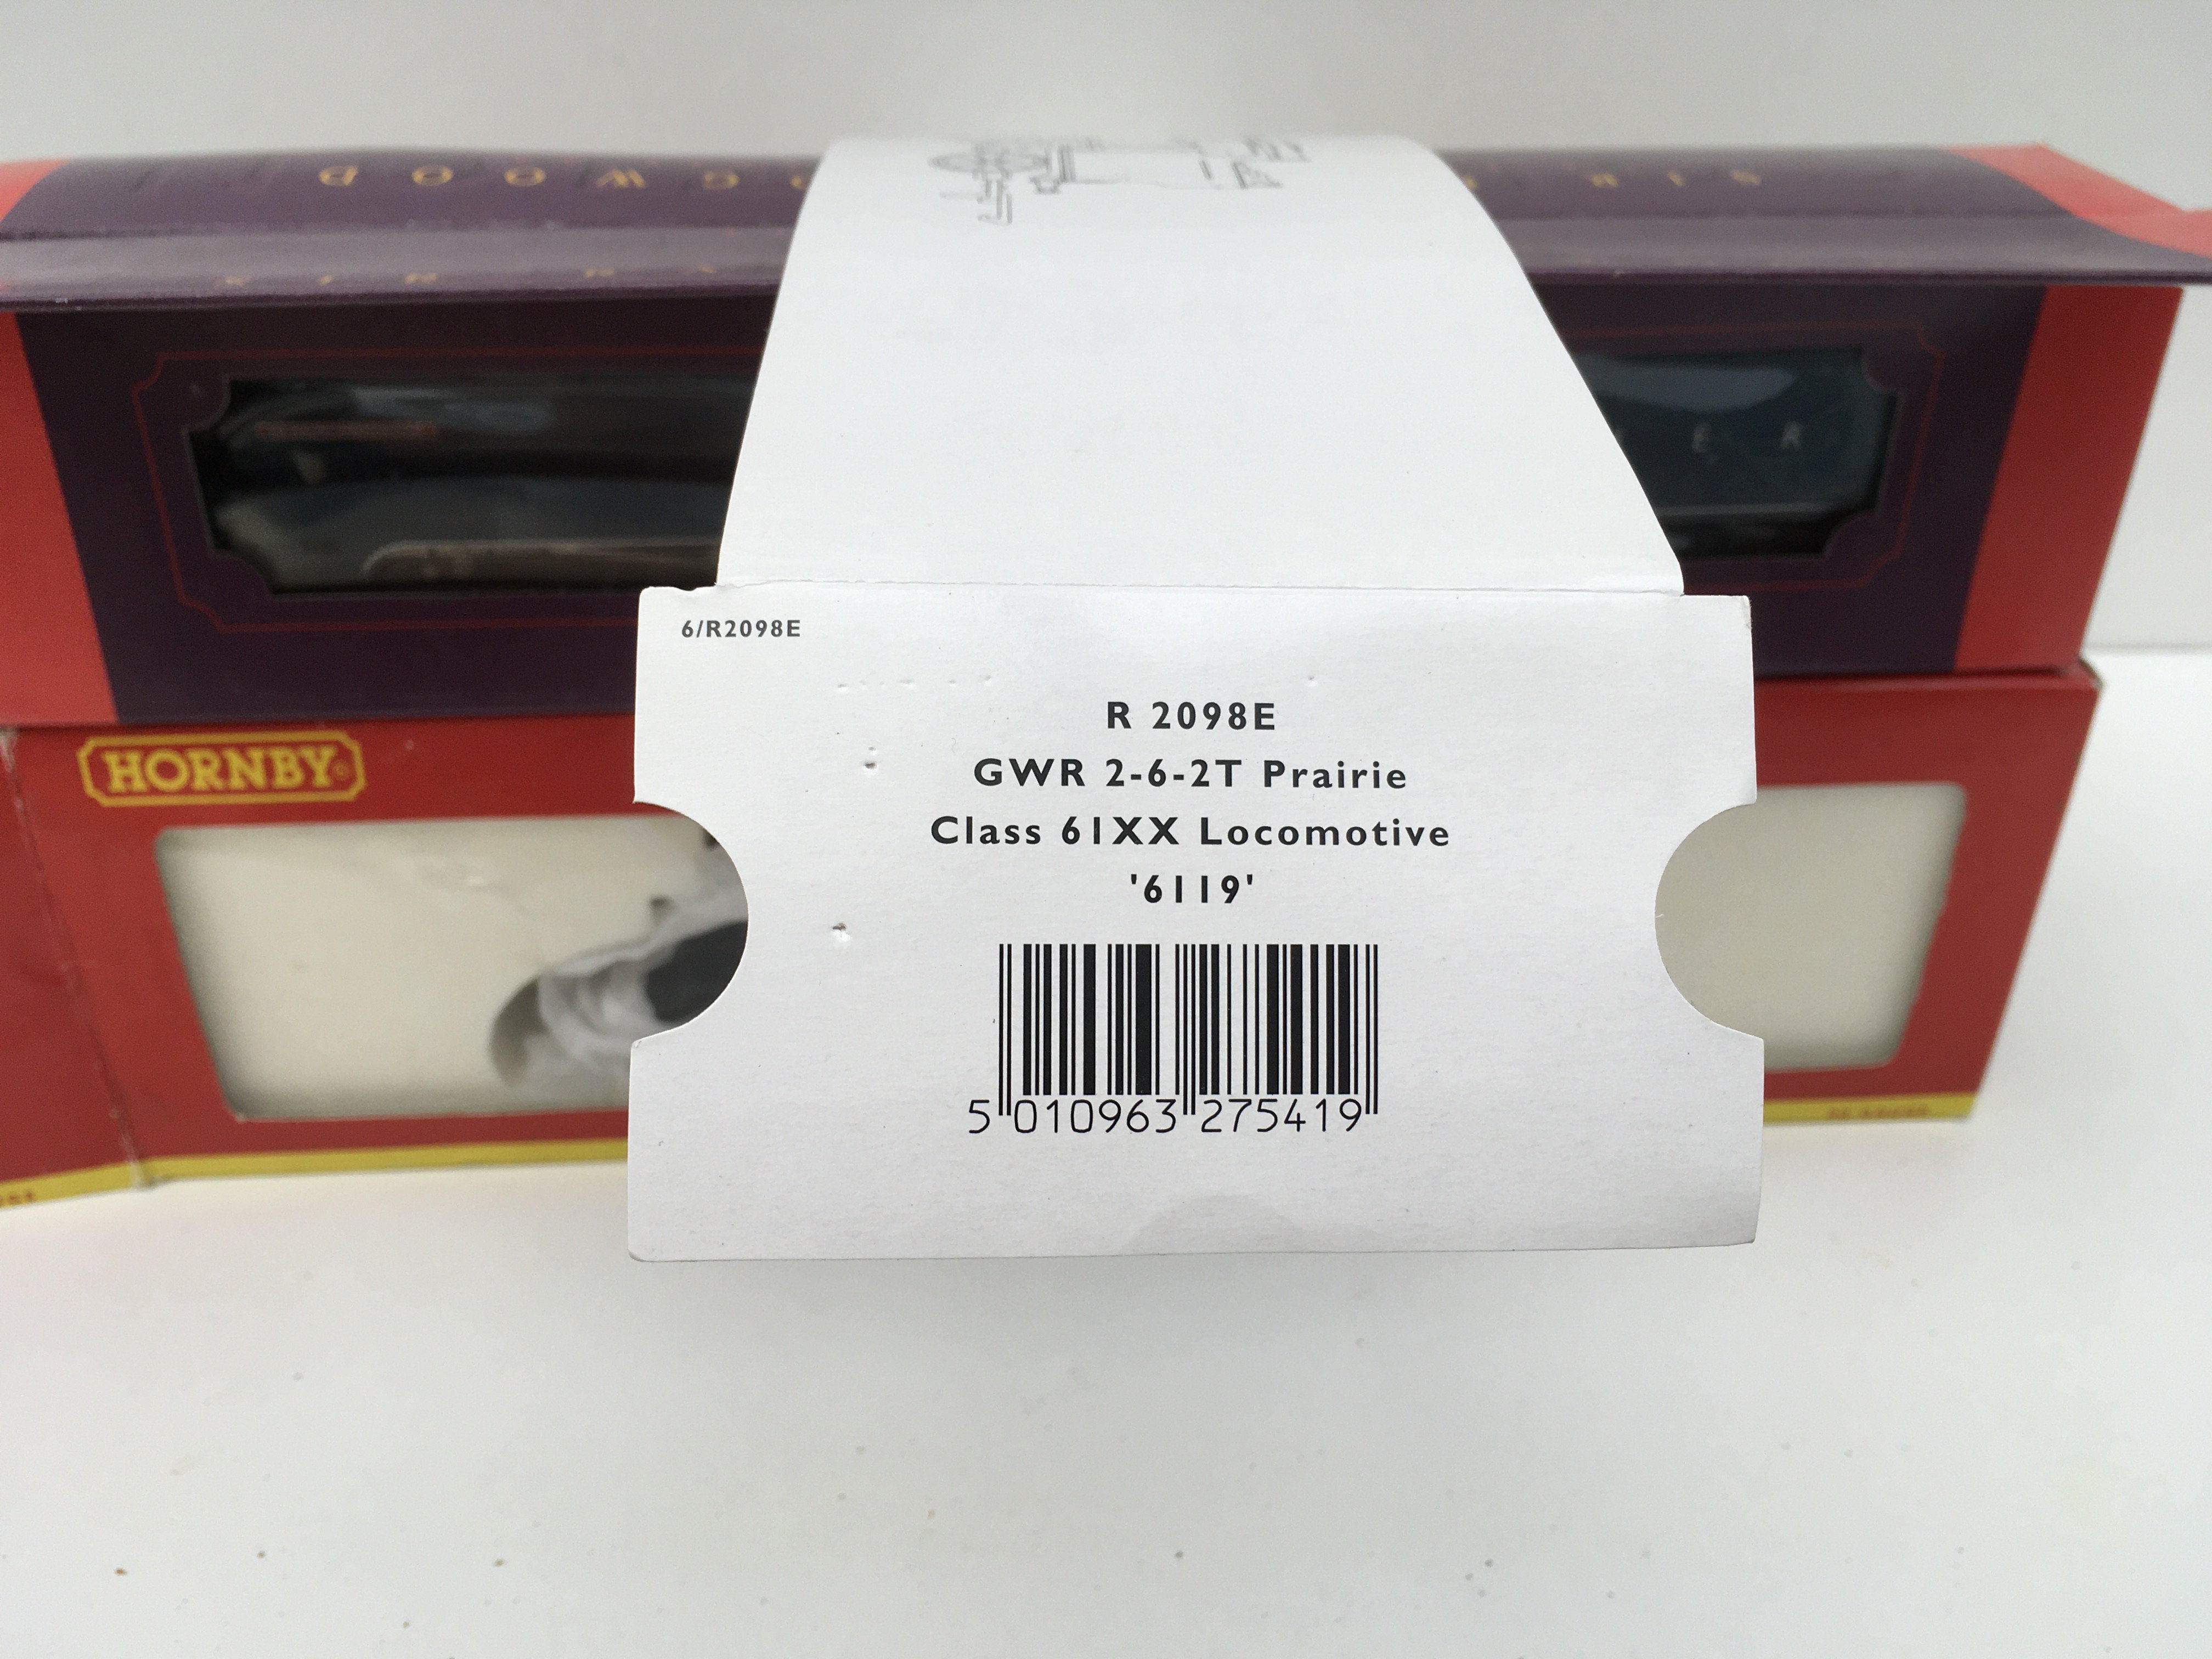 HORNBY
E R
6/R2098E
R 2098E
GWR 2-6-2T Prairie
Class 61XX Locomotive
'6119'
5 010963 275419